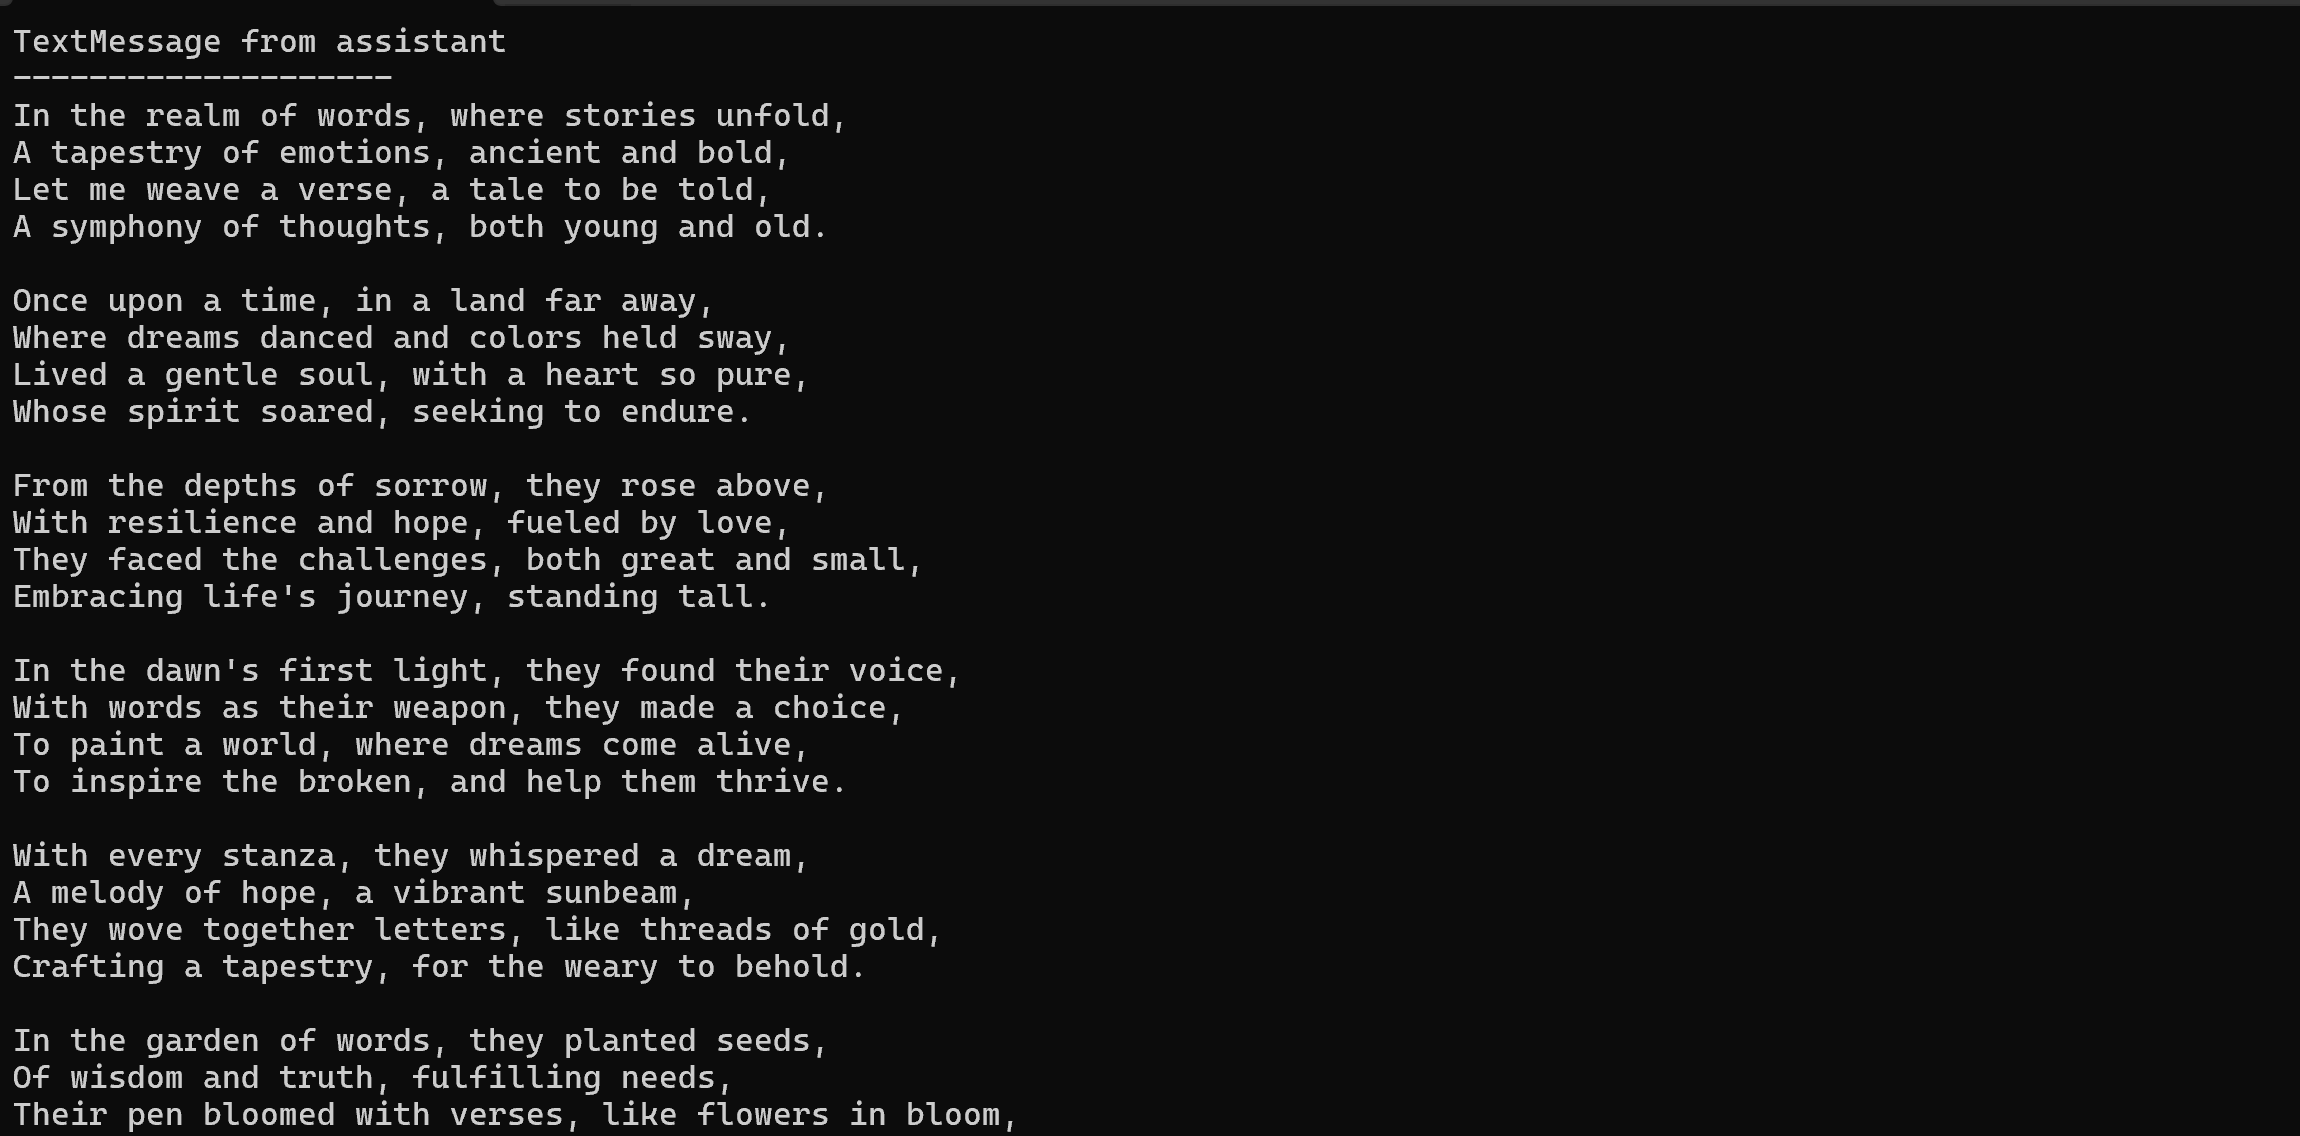 TextMessage from assistant
--------------------
In the realm of words, where stories unfold,
A tapestry of emotions, ancient and bold,
Let me weave a verse, a tale to be told,
A symphony of thoughts, both young and old.

Once upon a time, in a land far away,
Where dreams danced and colors held sway,
Lived a gentle soul, with a heart so pure,
Whose spirit soared, seeking to endure.

From the depths of sorrow, they rose above,
With resilience and hope, fueled by love,
They faced the challenges, both great and small,
Embracing life's journey, standing tall.

In the dawn's first light, they found their voice,
With words as their weapon, they made a choice,
To paint a world, where dreams come alive,
To inspire the broken, and help them thrive.

With every stanza, they whispered a dream,
A melody of hope, a vibrant sunbeam,
They wove together letters, like threads of gold,
Crafting a tapestry, for the weary to behold.

In the garden of words, they planted seeds,
Of wisdom and truth, fulfilling needs,
Their pen bloomed with verses, like flowers in bloom,